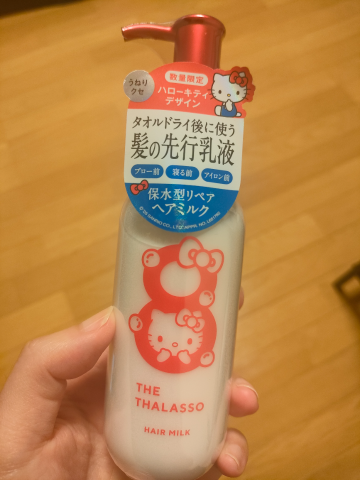 うねり
クセ
数量限定
ハローキティ
デザイン
タオルドライ後に使う
髪の先行乳液
ブロー前
寝る前
アイロン前
保水型リペア
ヘアミルク
8
THE
THALASSO
HAIR MILK